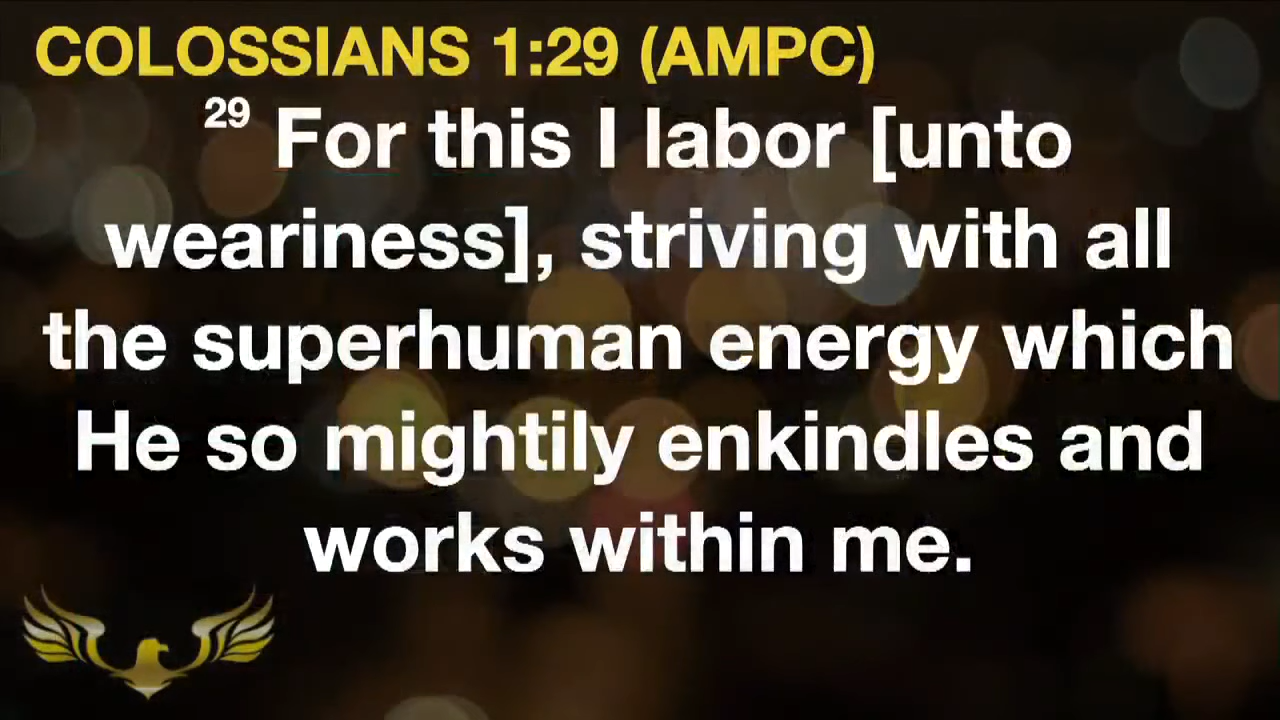 COLOSSIANS 1:29 (AMPC)
29 For this I labor [unto
weariness], striving with all
the superhuman energy which
He so mightily enkindles and
works within me.